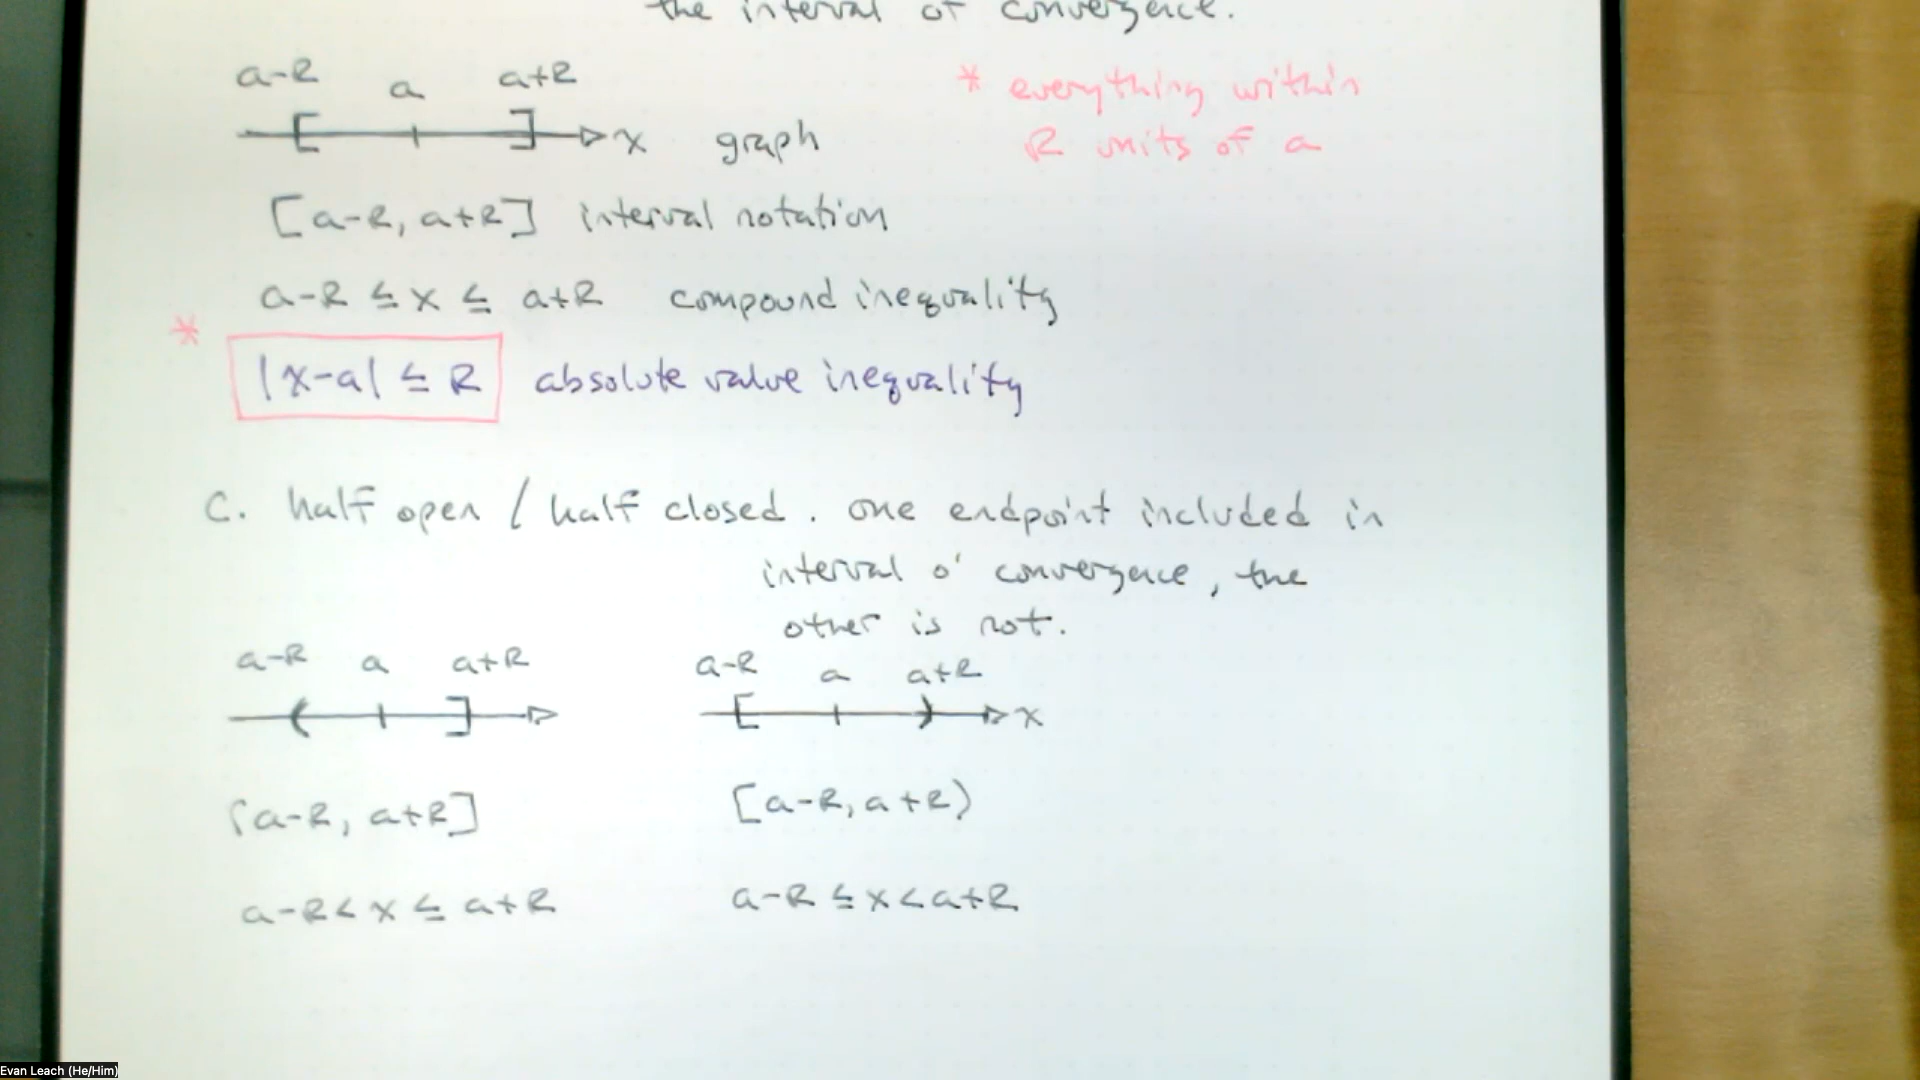 the interval of convergence.
a-R a a+R
x graph
* everything within
R units of a
[a-R, a+R] interval notation
a-R ≤ x ≤ a+R compound inequality
*
|x-a| ≤ R absolute value inequality
C. half open / half closed. one endpoint included in
interval o' convergence, the
other is not.
a-R a a+R
a-R a a+R
x
(a-R, a+R]
[a-R, a+R)
a-R < x ≤ a+R
a-R ≤ x < a+R
Evan Leach (He/Him)